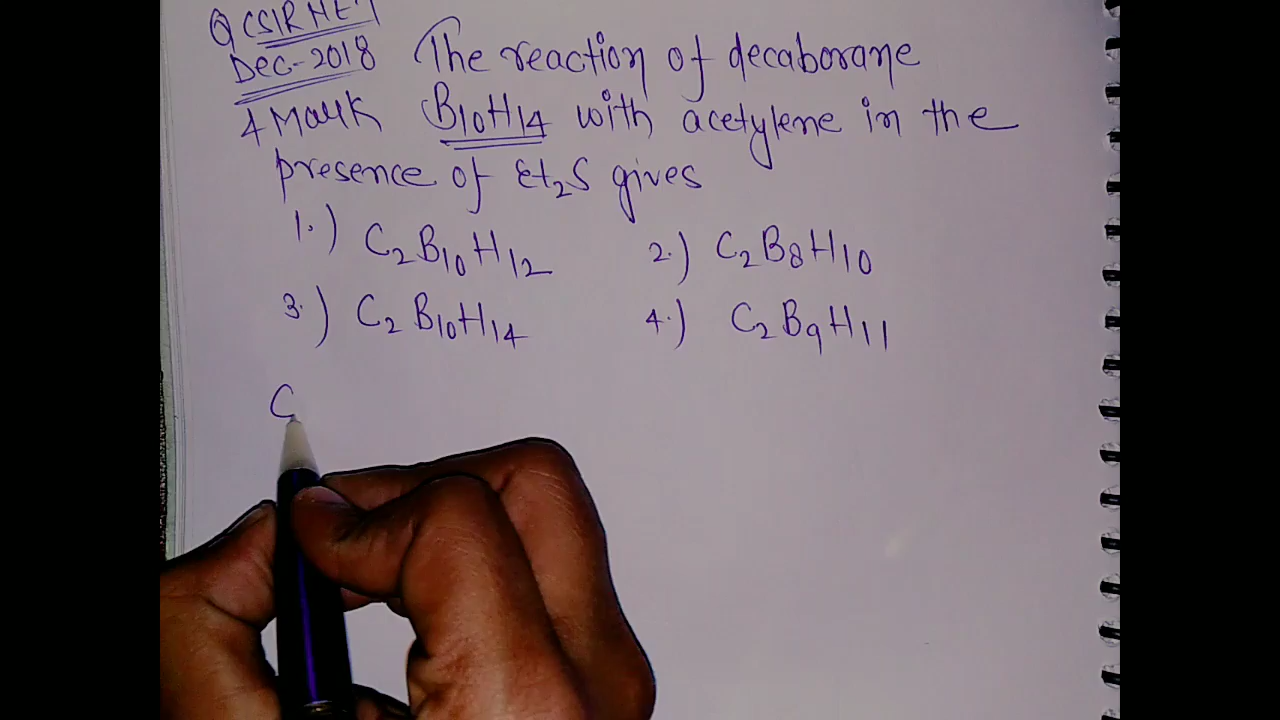 Q CSIR NET
Dec-2018 The reaction of decaborane
4 Mark B10H14 with acetylene in the
presence of Et2S gives
1.) C2B10H12 2.) C2B8H10
3.) C2B10H14 4.) C2B9H11
C